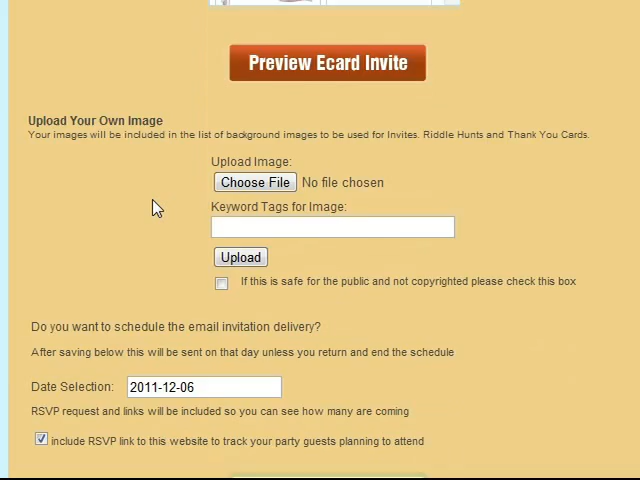 Preview Ecard Invite
Upload Your Own Image
Your images will be included in the list of background images to be used for Invites. Riddle Hunts and Thank You Cards.
Upload Image:
Choose File No file chosen
Keyword Tags for Image:
Upload
If this is safe for the public and not copyrighted please check this box
Do you want to schedule the email invitation delivery?
After saving below this will be sent on that day unless you return and end the schedule
Date Selection: 2011-12-06
RSVP request and links will be included so you can see how many are coming
include RSVP link to this website to track your party guests planning to attend